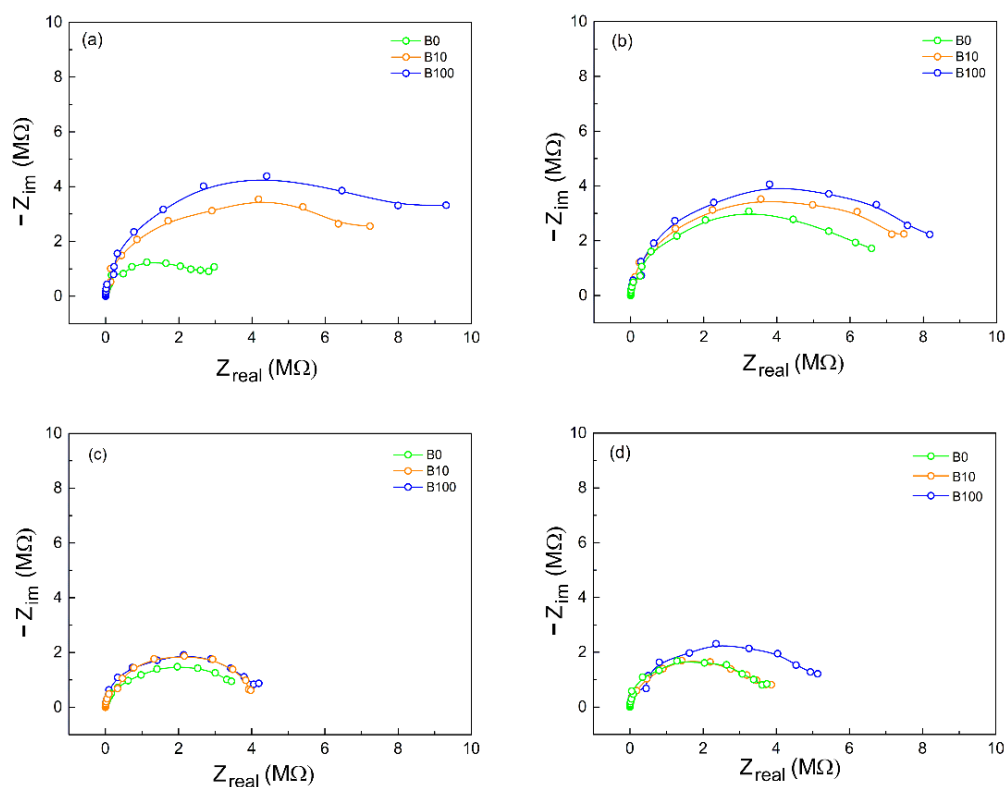 (a)
B0
B10
B100
10
8
6
4
2
0
− Z_im (MΩ)
0 2 4 6 8 10
Z_real (MΩ)
(b)
B0
B10
B100
10
8
6
4
2
0
− Z_im (MΩ)
0 2 4 6 8 10
Z_real (MΩ)
(c)
B0
B10
B100
10
8
6
4
2
0
− Z_im (MΩ)
0 2 4 6 8 10
Z_real (MΩ)
(d)
B0
B10
B100
10
8
6
4
2
0
− Z_im (MΩ)
0 2 4 6 8 10
Z_real (MΩ)